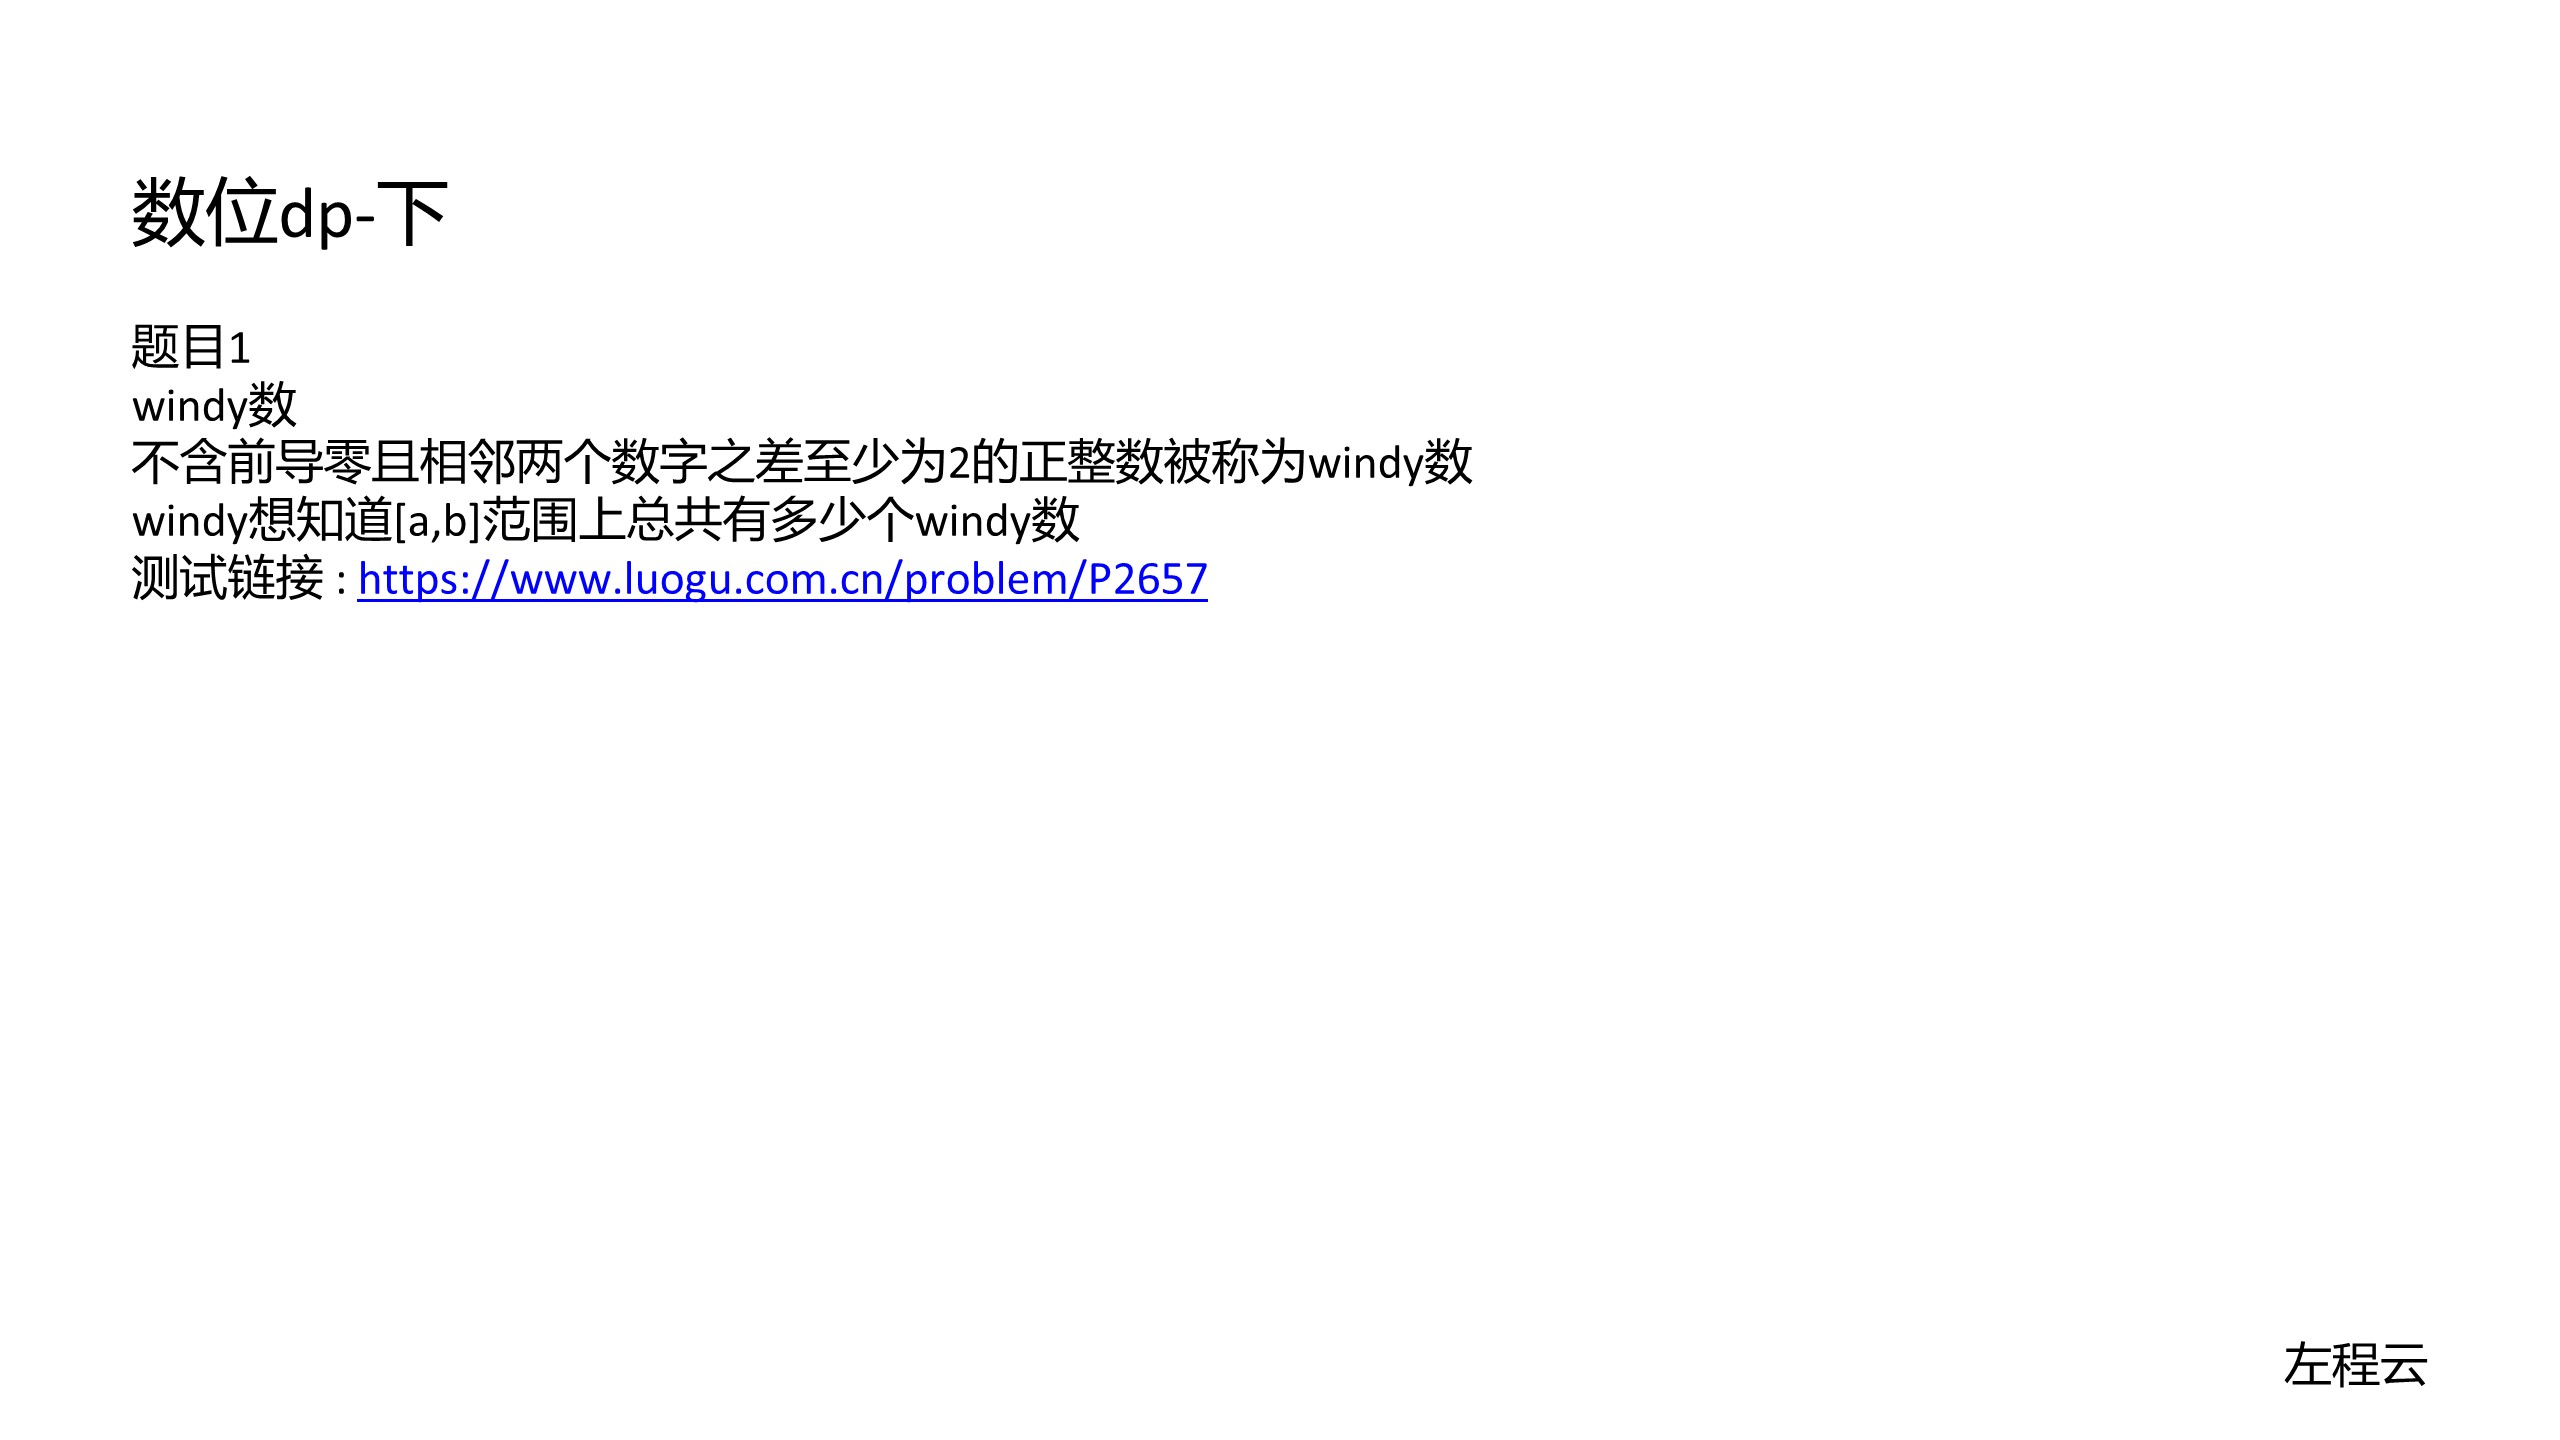 数位dp-下
题目1
windy数
不含前导零且相邻两个数字之差至少为2的正整数被称为windy数
windy想知道[a,b]范围上总共有多少个windy数
测试链接 : https://www.luogu.com.cn/problem/P2657
左程云